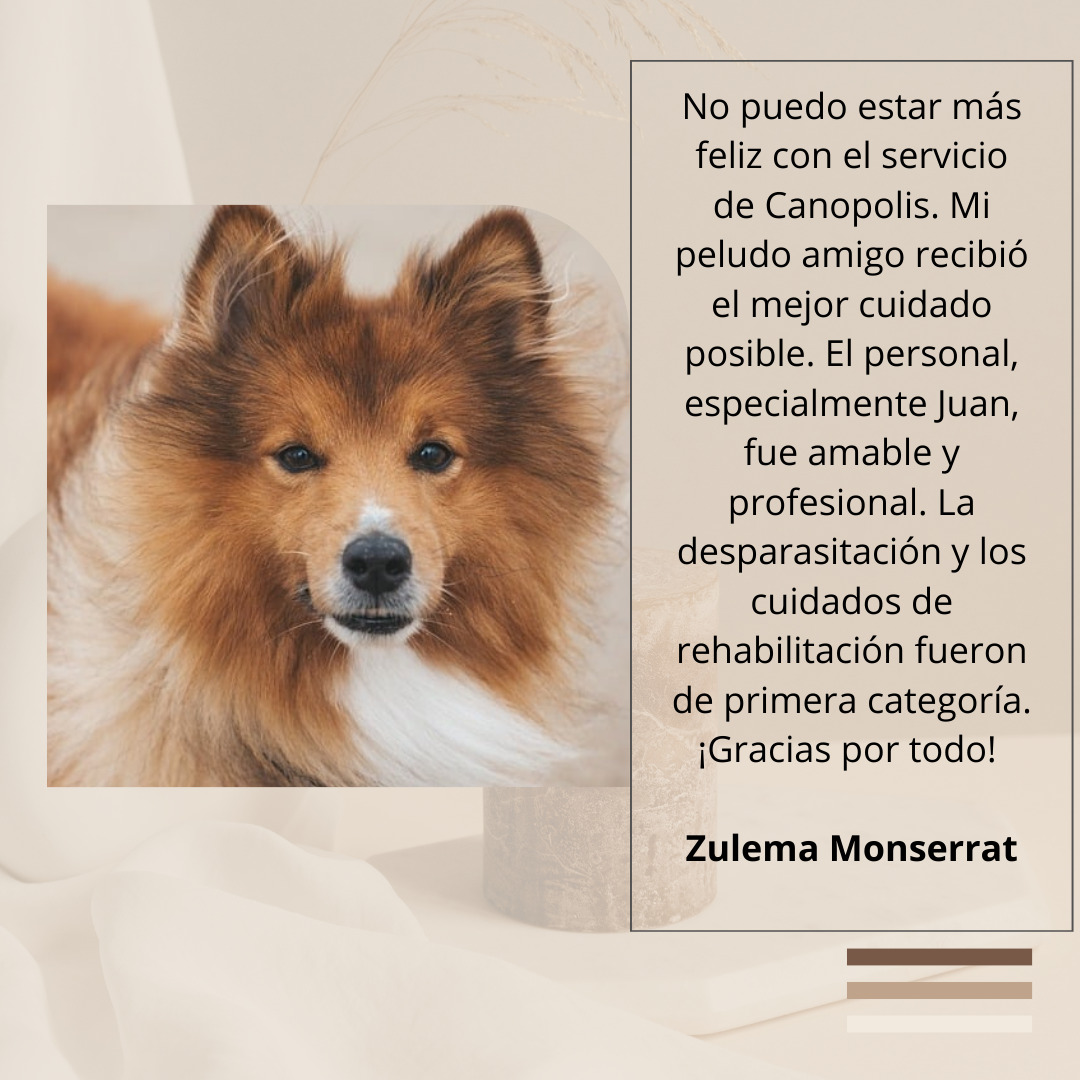 No puedo estar más
feliz con el servicio
de Canopolis. Mi
peludo amigo recibió
el mejor cuidado
posible. El personal,
especialmente Juan,
fue amable y
profesional. La
desparasitación y los
cuidados de
rehabilitación fueron
de primera categoría.
¡Gracias por todo!
Zulema Monserrat